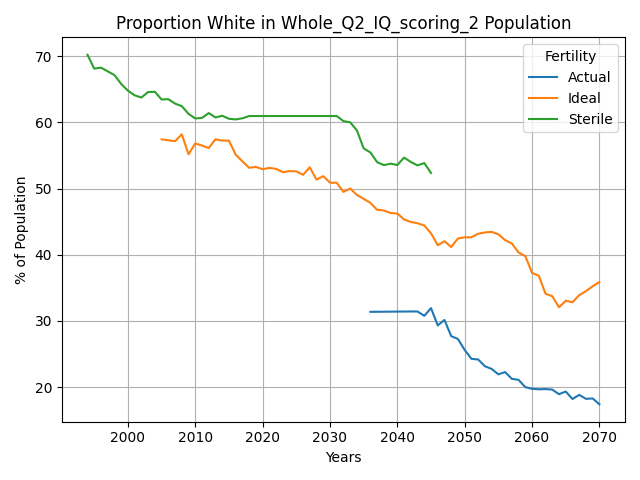 Proportion White in Whole_Q2_IQ_scoring_2 Population
Fertility
Actual
Ideal
Sterile
% of Population
70
60
50
40
30
20
2000 2010 2020 2030 2040 2050 2060 2070
Years